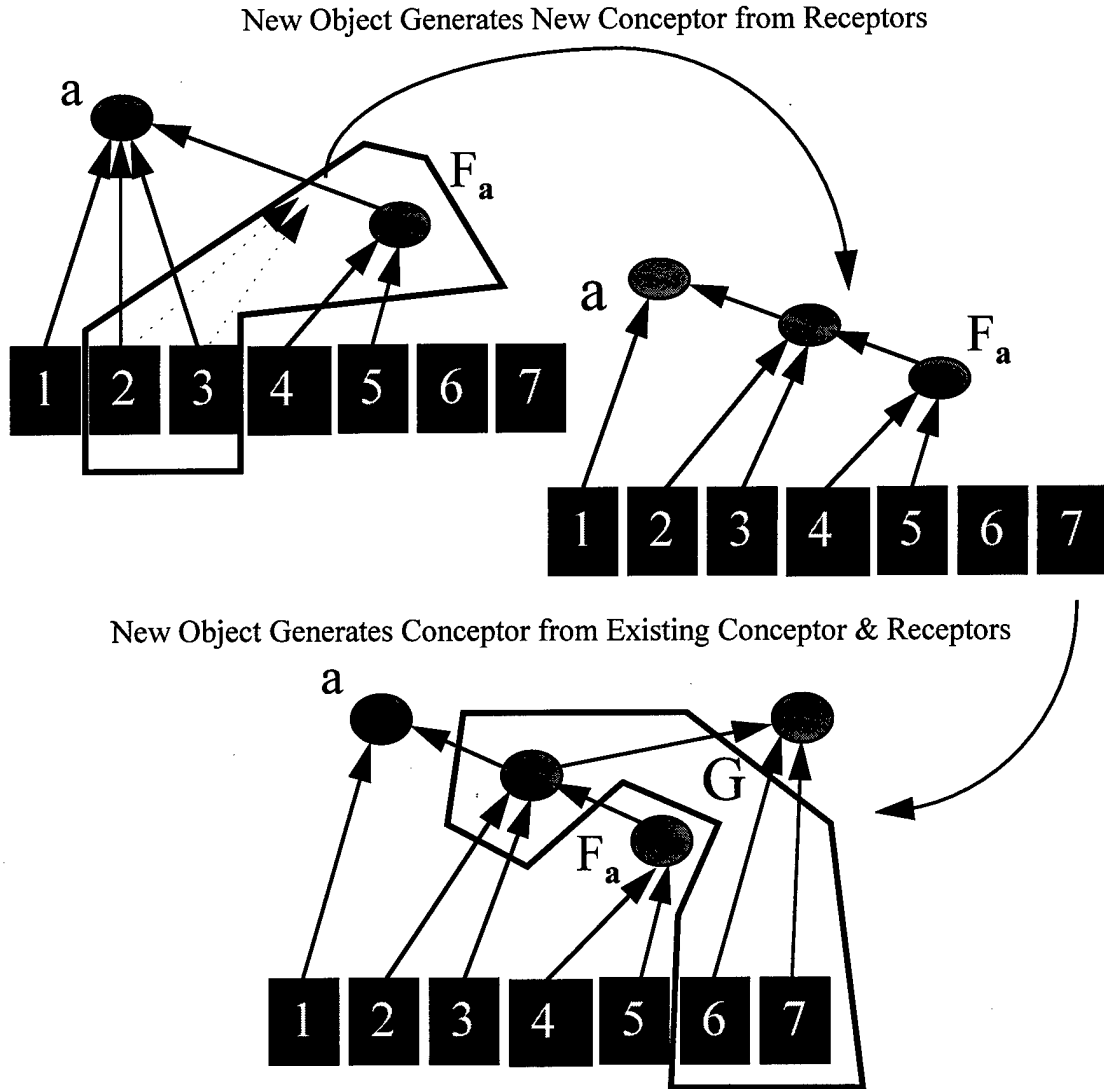 New Object Generates New Conceptor from Receptors
a
Fa
1 2 3 4 5 6 7
a
Fa
1 2 3 4 5 6 7
New Object Generates Conceptor from Existing Conceptor & Receptors
a
G
Fa
1 2 3 4 5 6 7